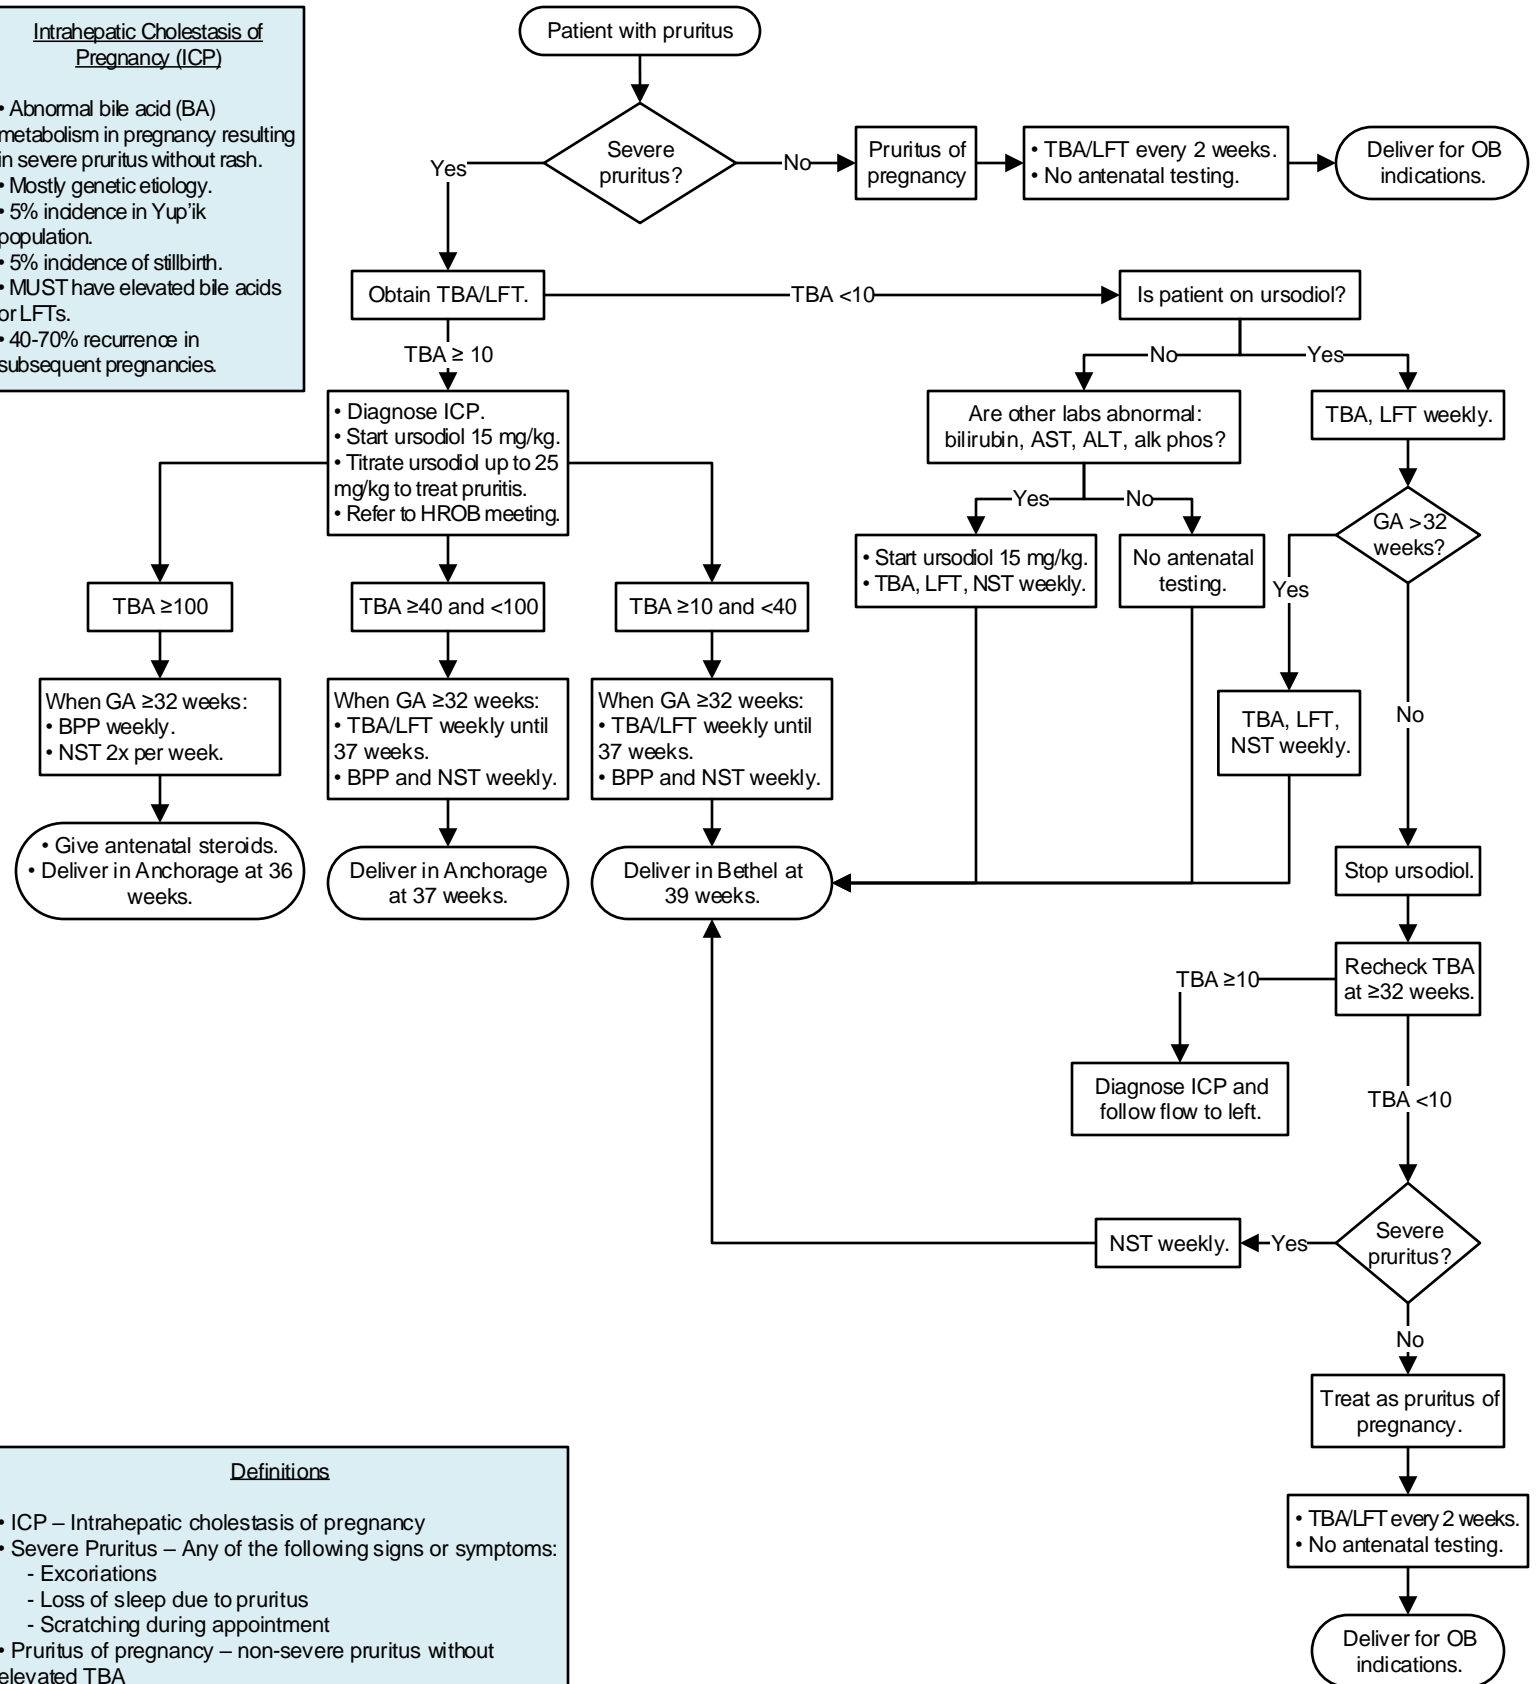 Intrahepatic Cholestasis of
Pregnancy (ICP)
• Abnormal bile acid (BA)
metabolism in pregnancy resulting
in severe pruritus without rash.
• Mostly genetic etiology.
• 5% incidence in Yup'ik
population.
• 5% incidence of stillbirth.
• MUST have elevated bile acids
or LFTs.
• 40-70% recurrence in
subsequent pregnancies.
Patient with pruritus
Severe
pruritus?
Yes
No
Pruritus of
pregnancy
• TBA/LFT every 2 weeks.
• No antenatal testing.
Deliver for OB
indications.
Obtain TBA/LFT.
TBA <10
Is patient on ursodiol?
TBA ≥ 10
No
Yes
• Diagnose ICP.
• Start ursodiol 15 mg/kg.
• Titrate ursodiol up to 25
mg/kg to treat pruritis.
• Refer to HROB meeting.
Are other labs abnormal:
bilirubin, AST, ALT, alk phos?
TBA, LFT weekly.
Yes
No
GA >32
weeks?
• Start ursodiol 15 mg/kg.
• TBA, LFT, NST weekly.
No antenatal
testing.
Yes
No
TBA ≥100
TBA ≥40 and <100
TBA ≥10 and <40
When GA ≥32 weeks:
• BPP weekly.
• NST 2x per week.
When GA ≥32 weeks:
• TBA/LFT weekly until
37 weeks.
• BPP and NST weekly.
When GA ≥32 weeks:
• TBA/LFT weekly until
37 weeks.
• BPP and NST weekly.
TBA, LFT,
NST weekly.
• Give antenatal steroids.
• Deliver in Anchorage at 36
weeks.
Deliver in Anchorage
at 37 weeks.
Deliver in Bethel at
39 weeks.
Stop ursodiol.
Recheck TBA
at ≥32 weeks.
TBA ≥10
Diagnose ICP and
follow flow to left.
TBA <10
Severe
pruritus?
Yes
NST weekly.
No
Treat as pruritus of
pregnancy.
• TBA/LFT every 2 weeks.
• No antenatal testing.
Deliver for OB
indications.
Definitions
• ICP – Intrahepatic cholestasis of pregnancy
• Severe Pruritus – Any of the following signs or symptoms:
- Excoriations
- Loss of sleep due to pruritus
- Scratching during appointment
• Pruritus of pregnancy – non-severe pruritus without
elevated TBA